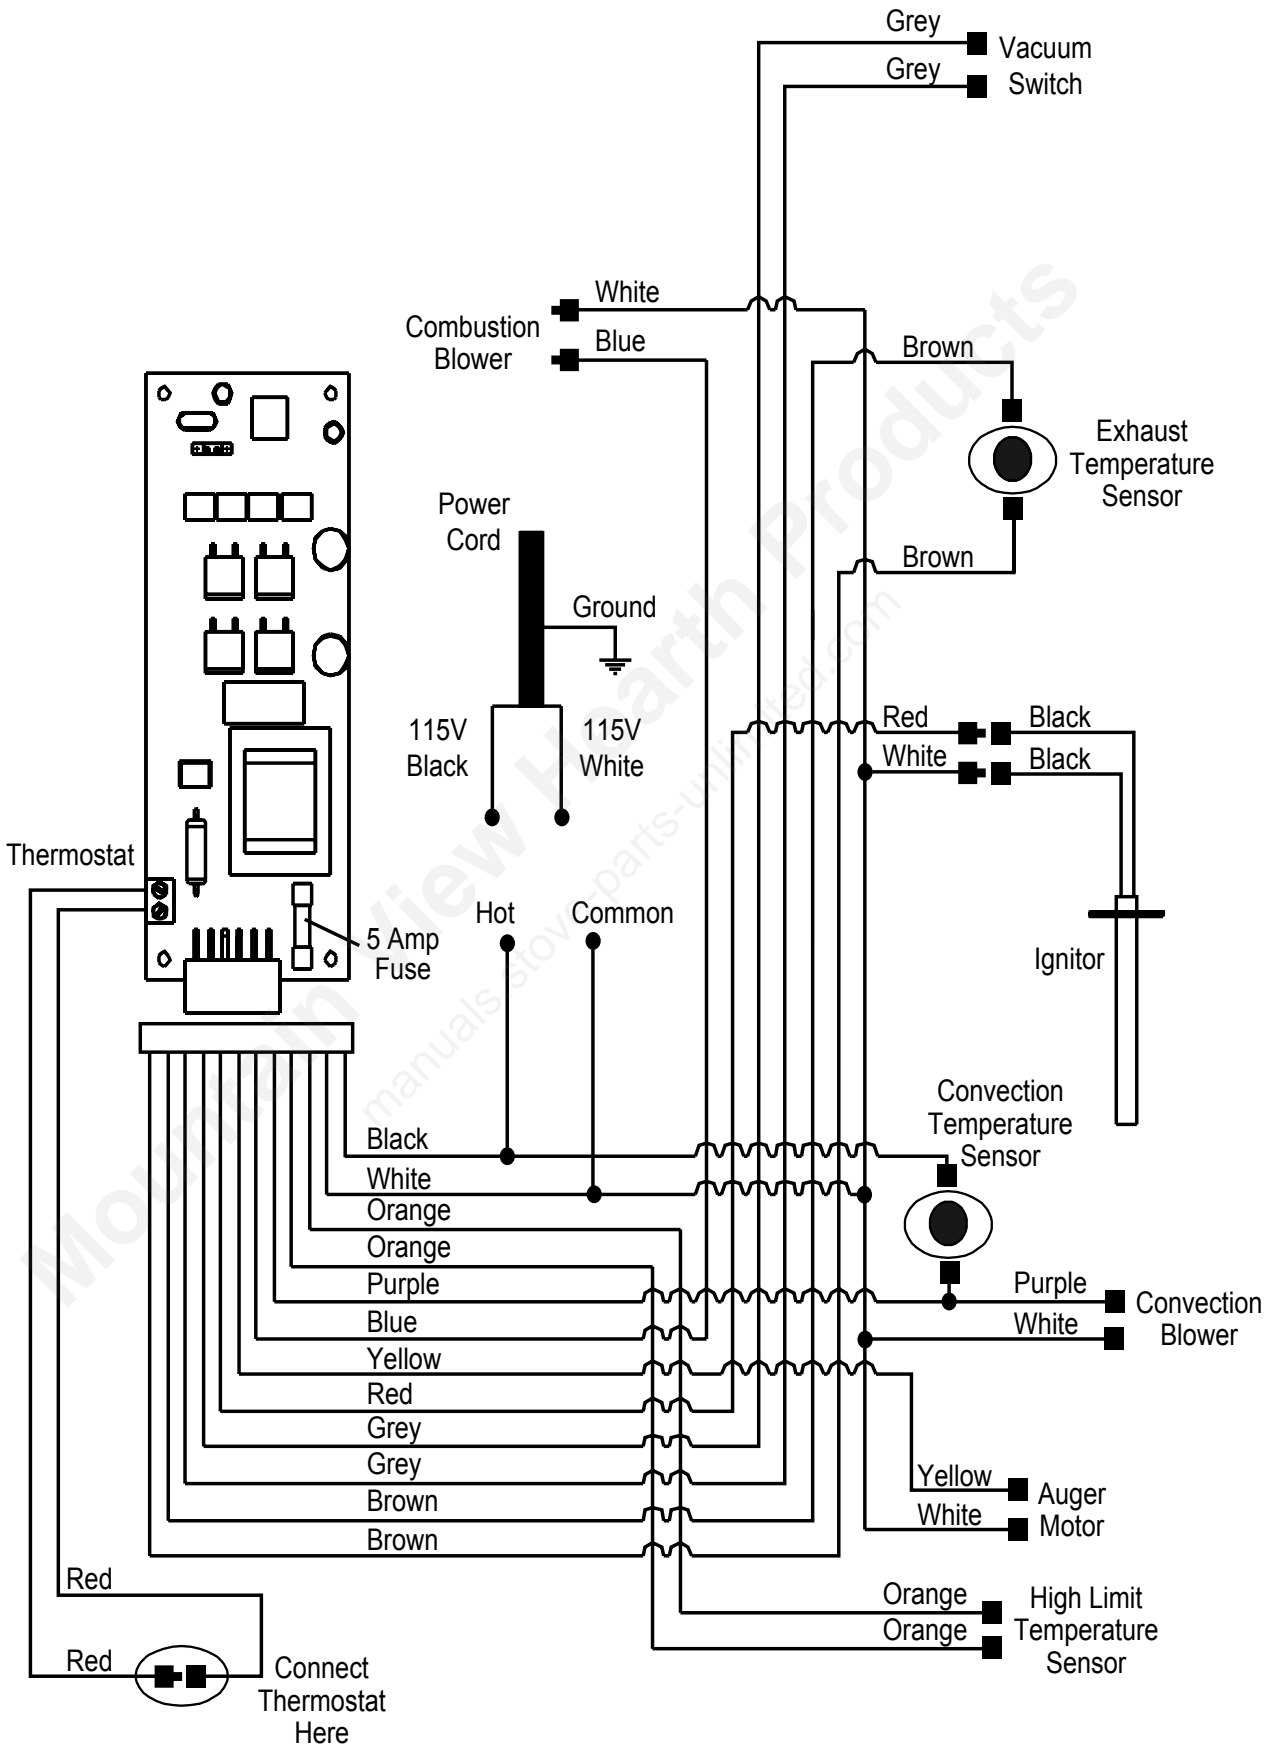 Grey
Vacuum
Grey
Switch
White
Combustion
Blower
Blue
Brown
Exhaust
Temperature
Sensor
Power
Cord
Brown
Ground
115V
Black
115V
White
Red
Black
White
Black
Thermostat
Hot
Common
5 Amp
Fuse
Ignitor
Convection
Temperature
Sensor
Black
White
Orange
Orange
Purple
Purple
Convection
Blower
White
Blue
Yellow
Red
Grey
Grey
Yellow
Auger
Motor
White
Brown
Brown
Red
Orange
High Limit
Temperature
Sensor
Orange
Red
Connect
Thermostat
Here
Mountain View Hearth Products
manuals.stove-parts-unlimited.com